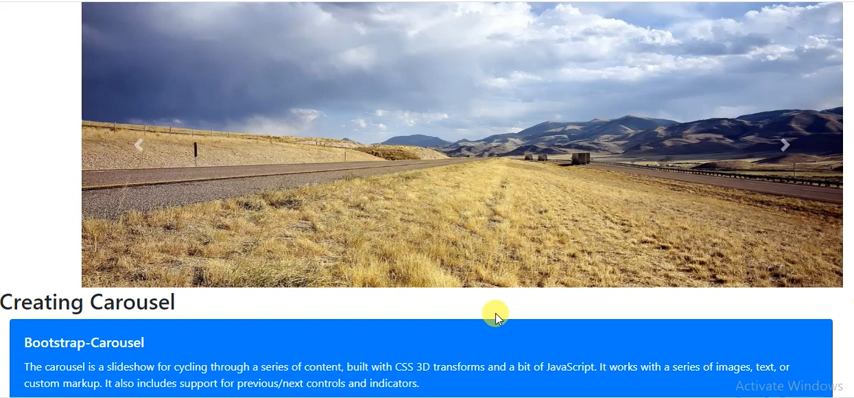 Creating Carousel
Bootstrap-Carousel
The carousel is a slideshow for cycling through a series of content, built with CSS 3D transforms and a bit of JavaScript. It works with a series of images, text, or
custom markup. It also includes support for previous/next controls and indicators.
Activate Windows